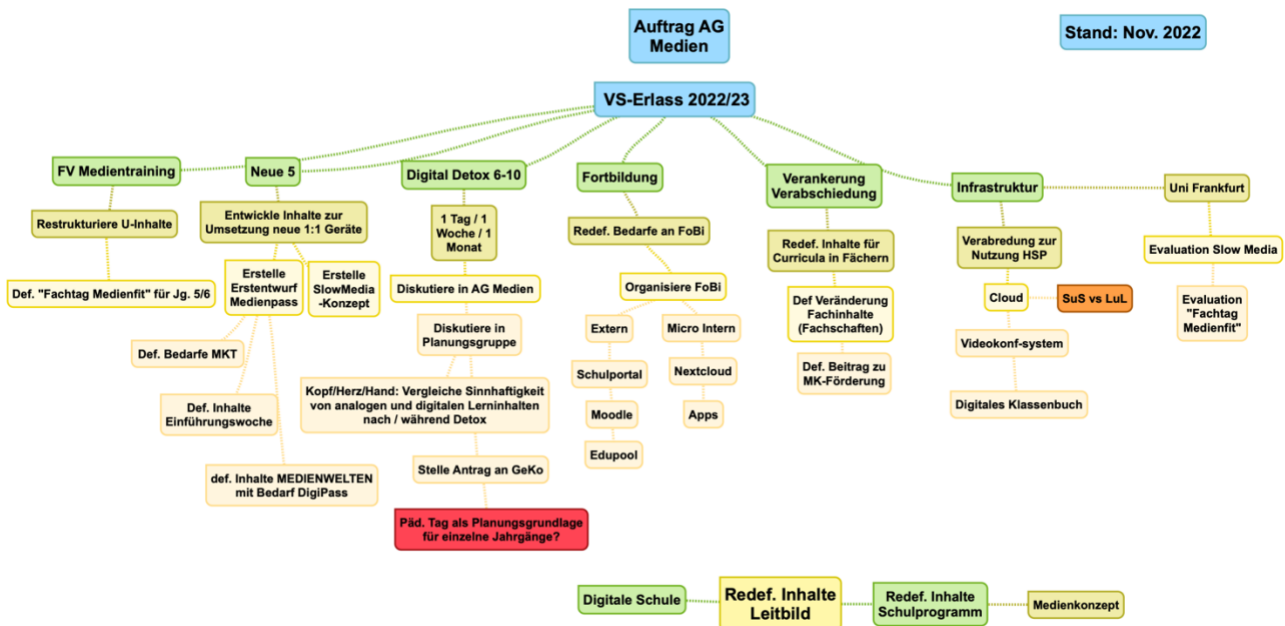 Auftrag AG
Medien
Stand: Nov. 2022
VS-Erlass 2022/23
FV Medientraining
Restrukturiere U-Inhalte
Def. "Fachtag Medienfit" für Jg. 5/6
Neue 5
Entwickle Inhalte zur
Umsetzung neue 1:1 Geräte
Erstelle
Erstentwurf
Medienpass
Erstelle
SlowMedia
-Konzept
Def. Bedarfe MKT
Def. Inhalte
Einführungswoche
def. Inhalte MEDIENWELTEN
mit Bedarf DigiPass
Digital Detox 6-10
1 Tag / 1
Woche / 1
Monat
Diskutiere in AG Medien
Diskutiere in
Planungsgruppe
Kopf/Herz/Hand: Vergleiche Sinnhaftigkeit
von analogen und digitalen Lerninhalten
nach / während Detox
Stelle Antrag an GeKo
Päd. Tag als Planungsgrundlage
für einzelne Jahrgänge?
Fortbildung
Redef. Bedarfe an FoBi
Organisiere FoBi
Extern
Schulportal
Moodle
Edupool
Micro Intern
Nextcloud
Apps
Verankerung
Verabschiedung
Redef. Inhalte für
Curricula in Fächern
Def Veränderung
Fachinhalte
(Fachschaften)
Def. Beitrag zu
MK-Förderung
Infrastruktur
Verabredung zur
Nutzung HSP
Cloud
SuS vs LuL
Videokonf-system
Digitales Klassenbuch
Uni Frankfurt
Evaluation Slow Media
Evaluation
"Fachtag
Medienfit"
Digitale Schule
Redef. Inhalte
Leitbild
Redef. Inhalte
Schulprogramm
Medienkonzept